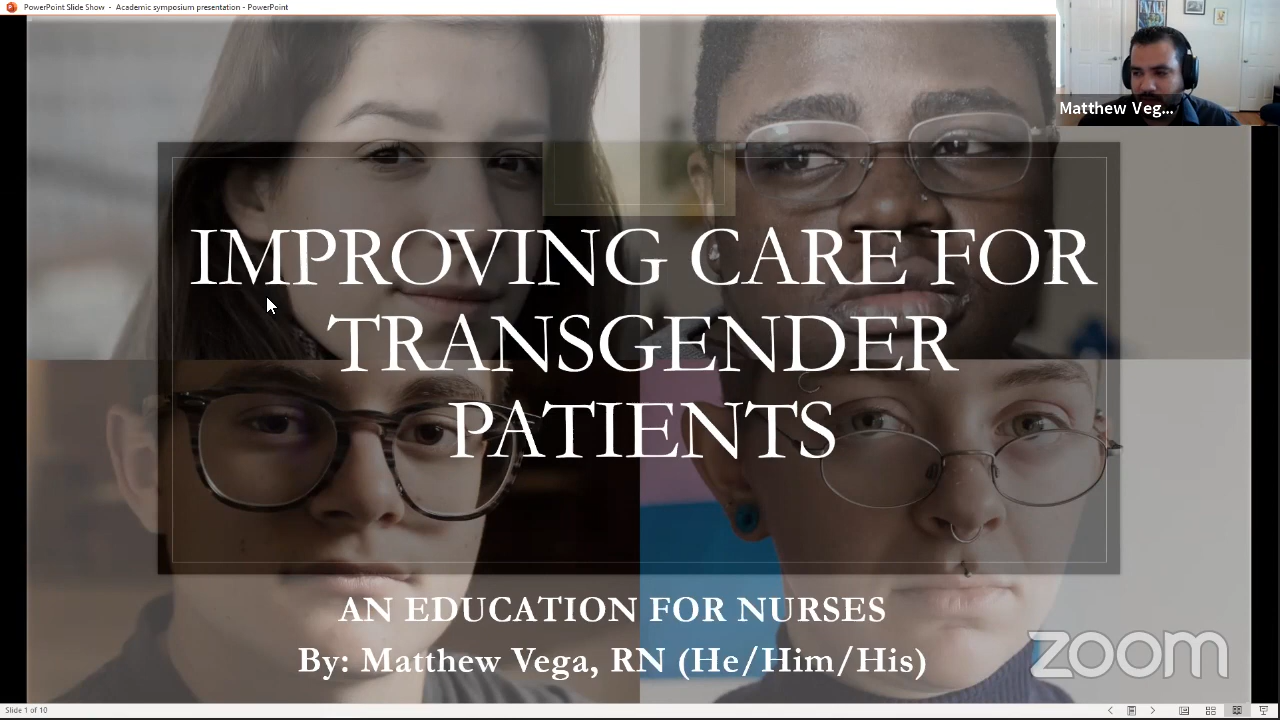 PowerPoint Slide Show - Academic symposium presentation - PowerPoint
Matthew Veg...
IMPROVING CARE FOR
TRANSGENDER
PATIENTS
AN EDUCATION FOR NURSES
By: Matthew Vega, RN (He/Him/His)
zoom
Slide 1 of 10